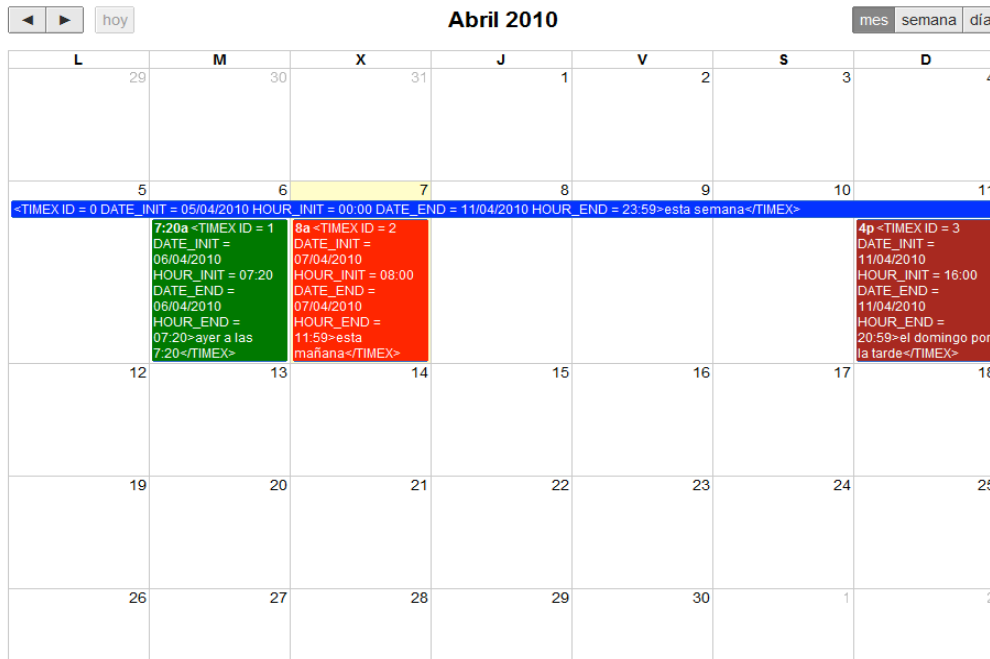 ◄ ► hoy Abril 2010 mes semana día
L M X J V S D
29 30 31 1 2 3 4
5 6 7 8 9 10 11
<TIMEX ID = 0 DATE_INIT = 05/04/2010 HOUR_INIT = 00:00 DATE_END = 11/04/2010 HOUR_END = 23:59>esta semana</TIMEX>
7:20a <TIMEX ID = 1
DATE_INIT =
06/04/2010
HOUR_INIT = 07:20
DATE_END =
06/04/2010
HOUR_END =
07:20>ayer a las
7:20</TIMEX>
8a <TIMEX ID = 2
DATE_INIT =
07/04/2010
HOUR_INIT = 08:00
DATE_END =
07/04/2010
HOUR_END =
11:59>esta
mañana</TIMEX>
4p <TIMEX ID = 3
DATE_INIT =
11/04/2010
HOUR_INIT = 16:00
DATE_END =
11/04/2010
HOUR_END =
20:59>el domingo por
la tarde</TIMEX>
12 13 14 15 16 17 18
19 20 21 22 23 24 25
26 27 28 29 30 1 2